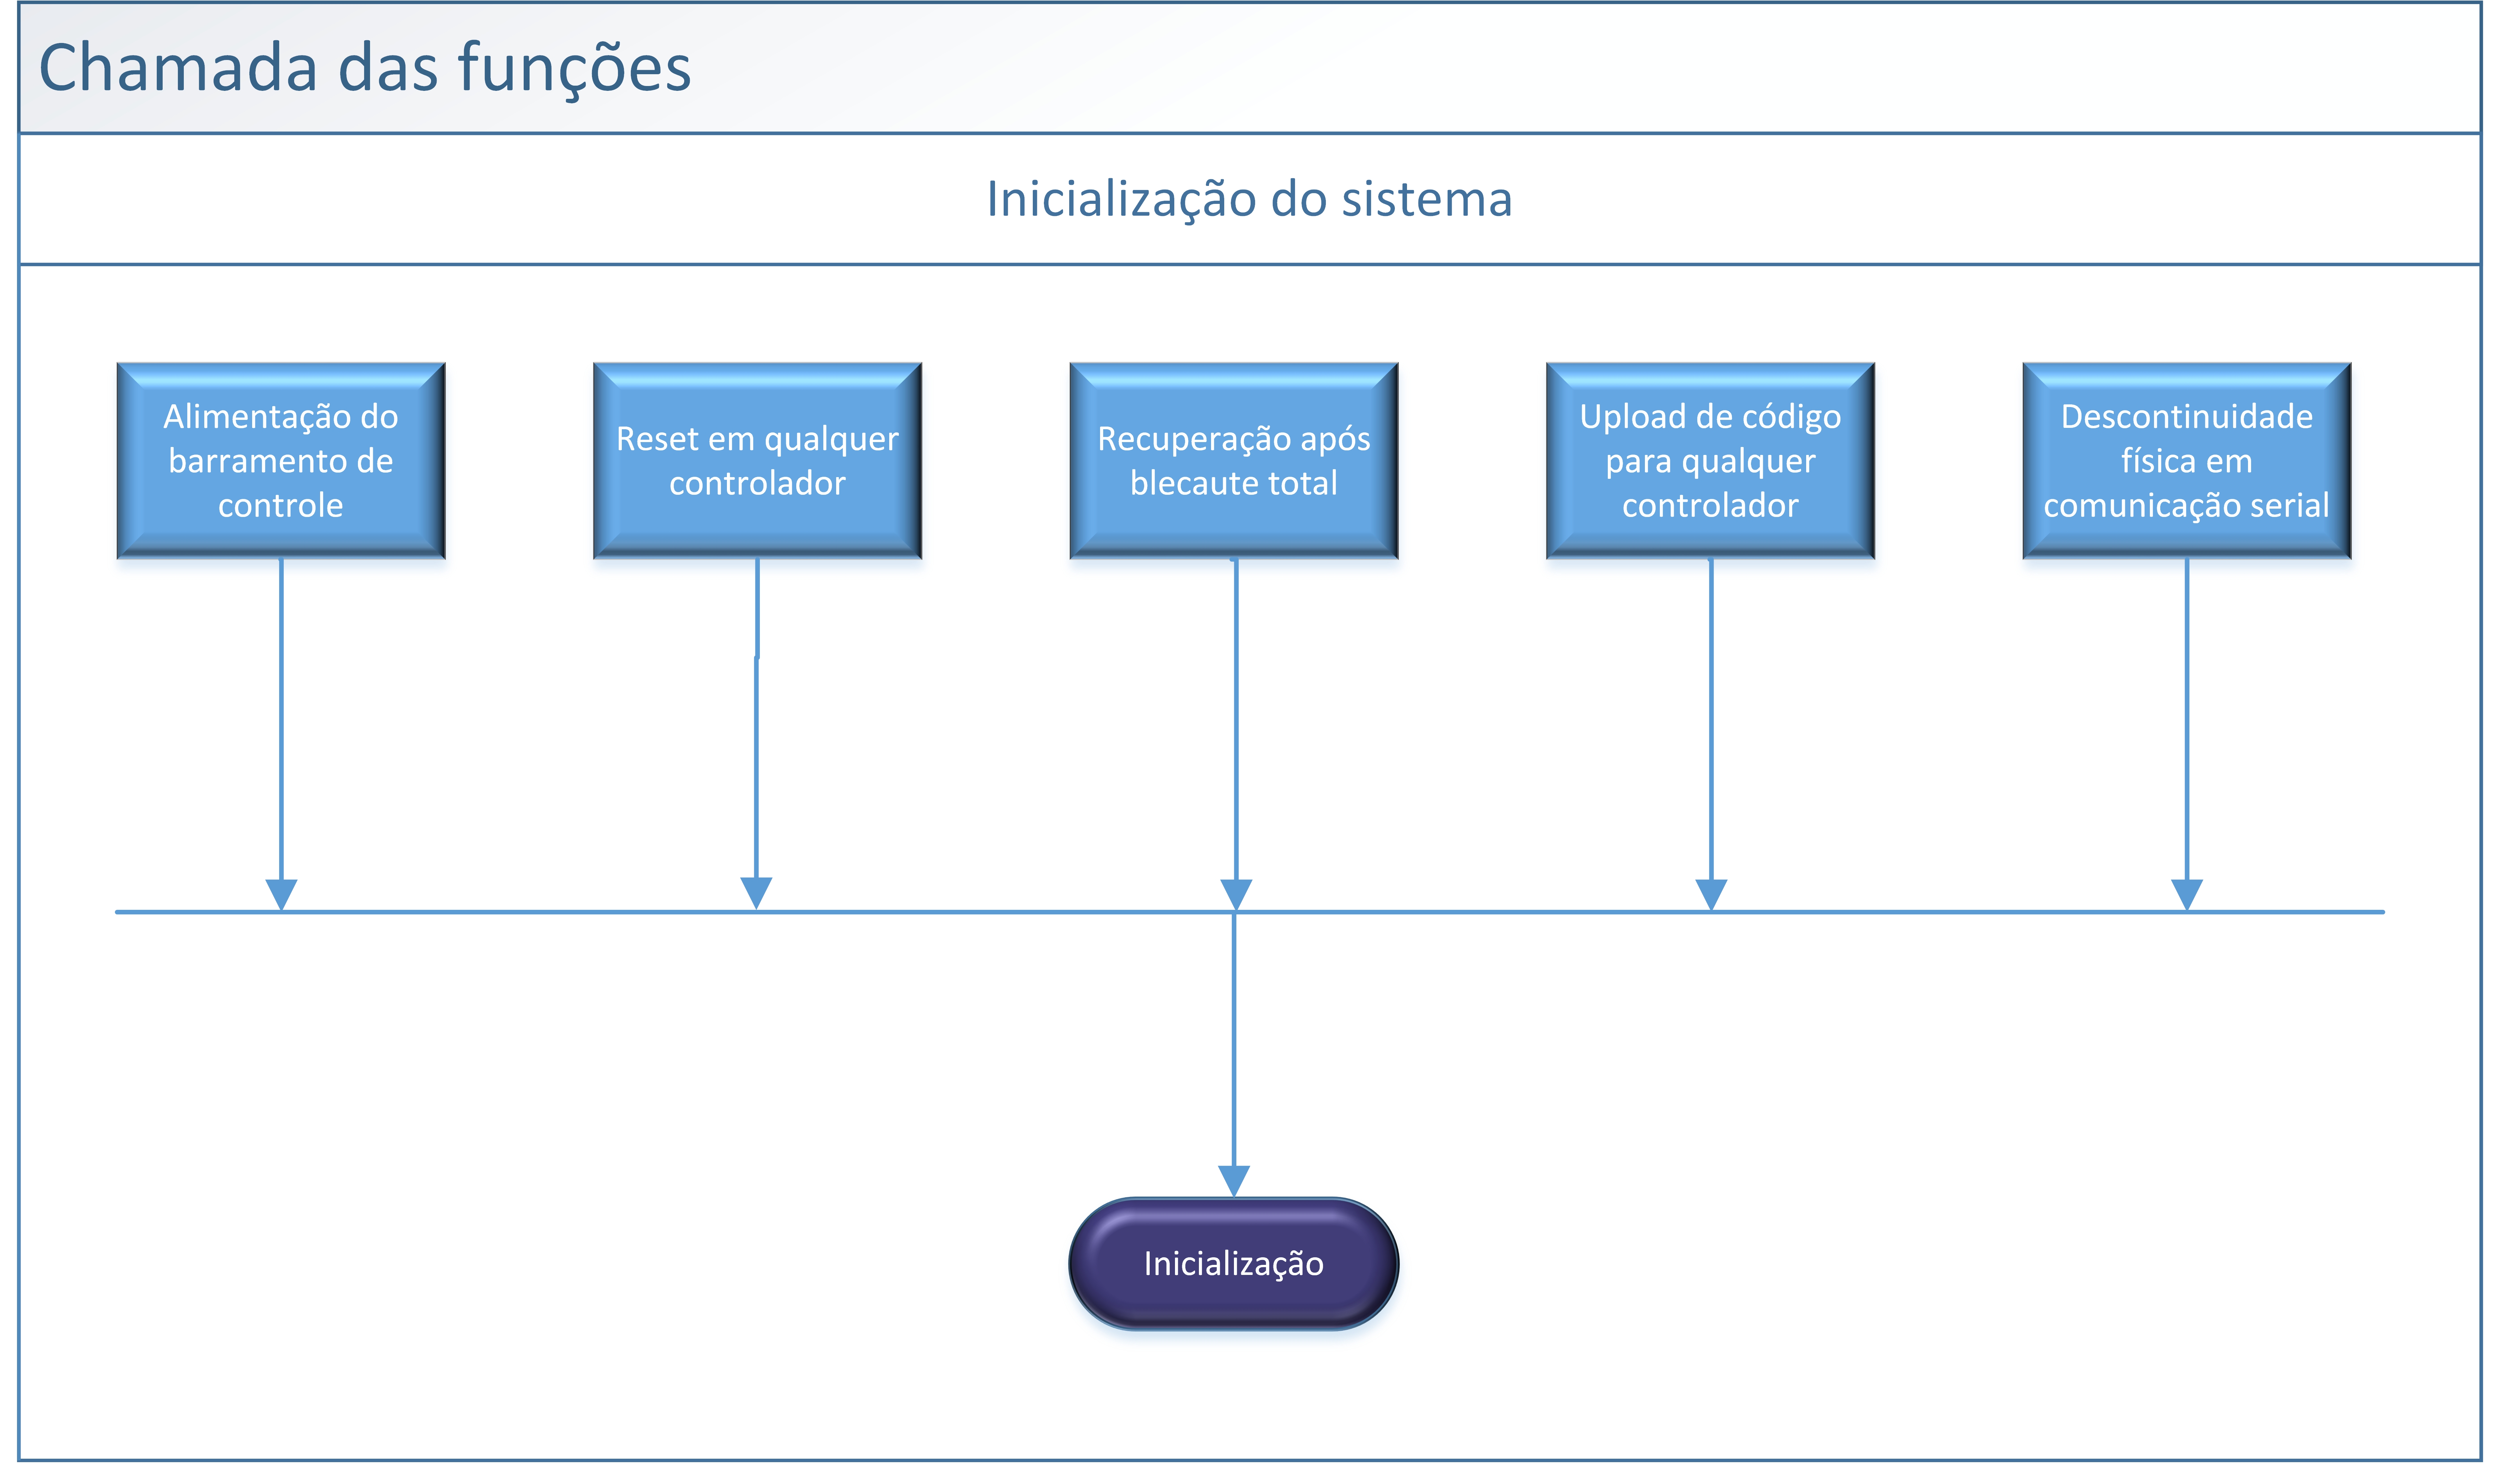 Chamada das funções
Inicialização do sistema
Alimentação do
barramento de
controle
Reset em qualquer
controlador
Recuperação após
blecaute total
Upload de código
para qualquer
controlador
Descontinuidade
física em
comunicação serial
Inicialização